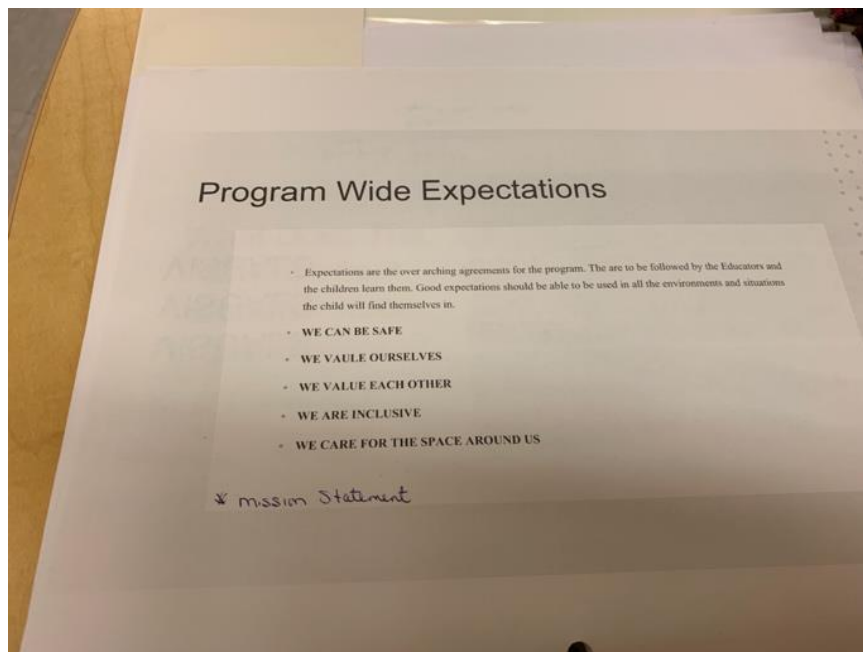 Program Wide Expectations
• Expectations are the over arching agreements for the program. The are to be followed by the Educators and
the children learn them. Good expectations should be able to be used in all the environments and situations
the child will find themselves in.
• WE CAN BE SAFE
• WE VAULE OURSELVES
• WE VALUE EACH OTHER
• WE ARE INCLUSIVE
• WE CARE FOR THE SPACE AROUND US
* mission Statement